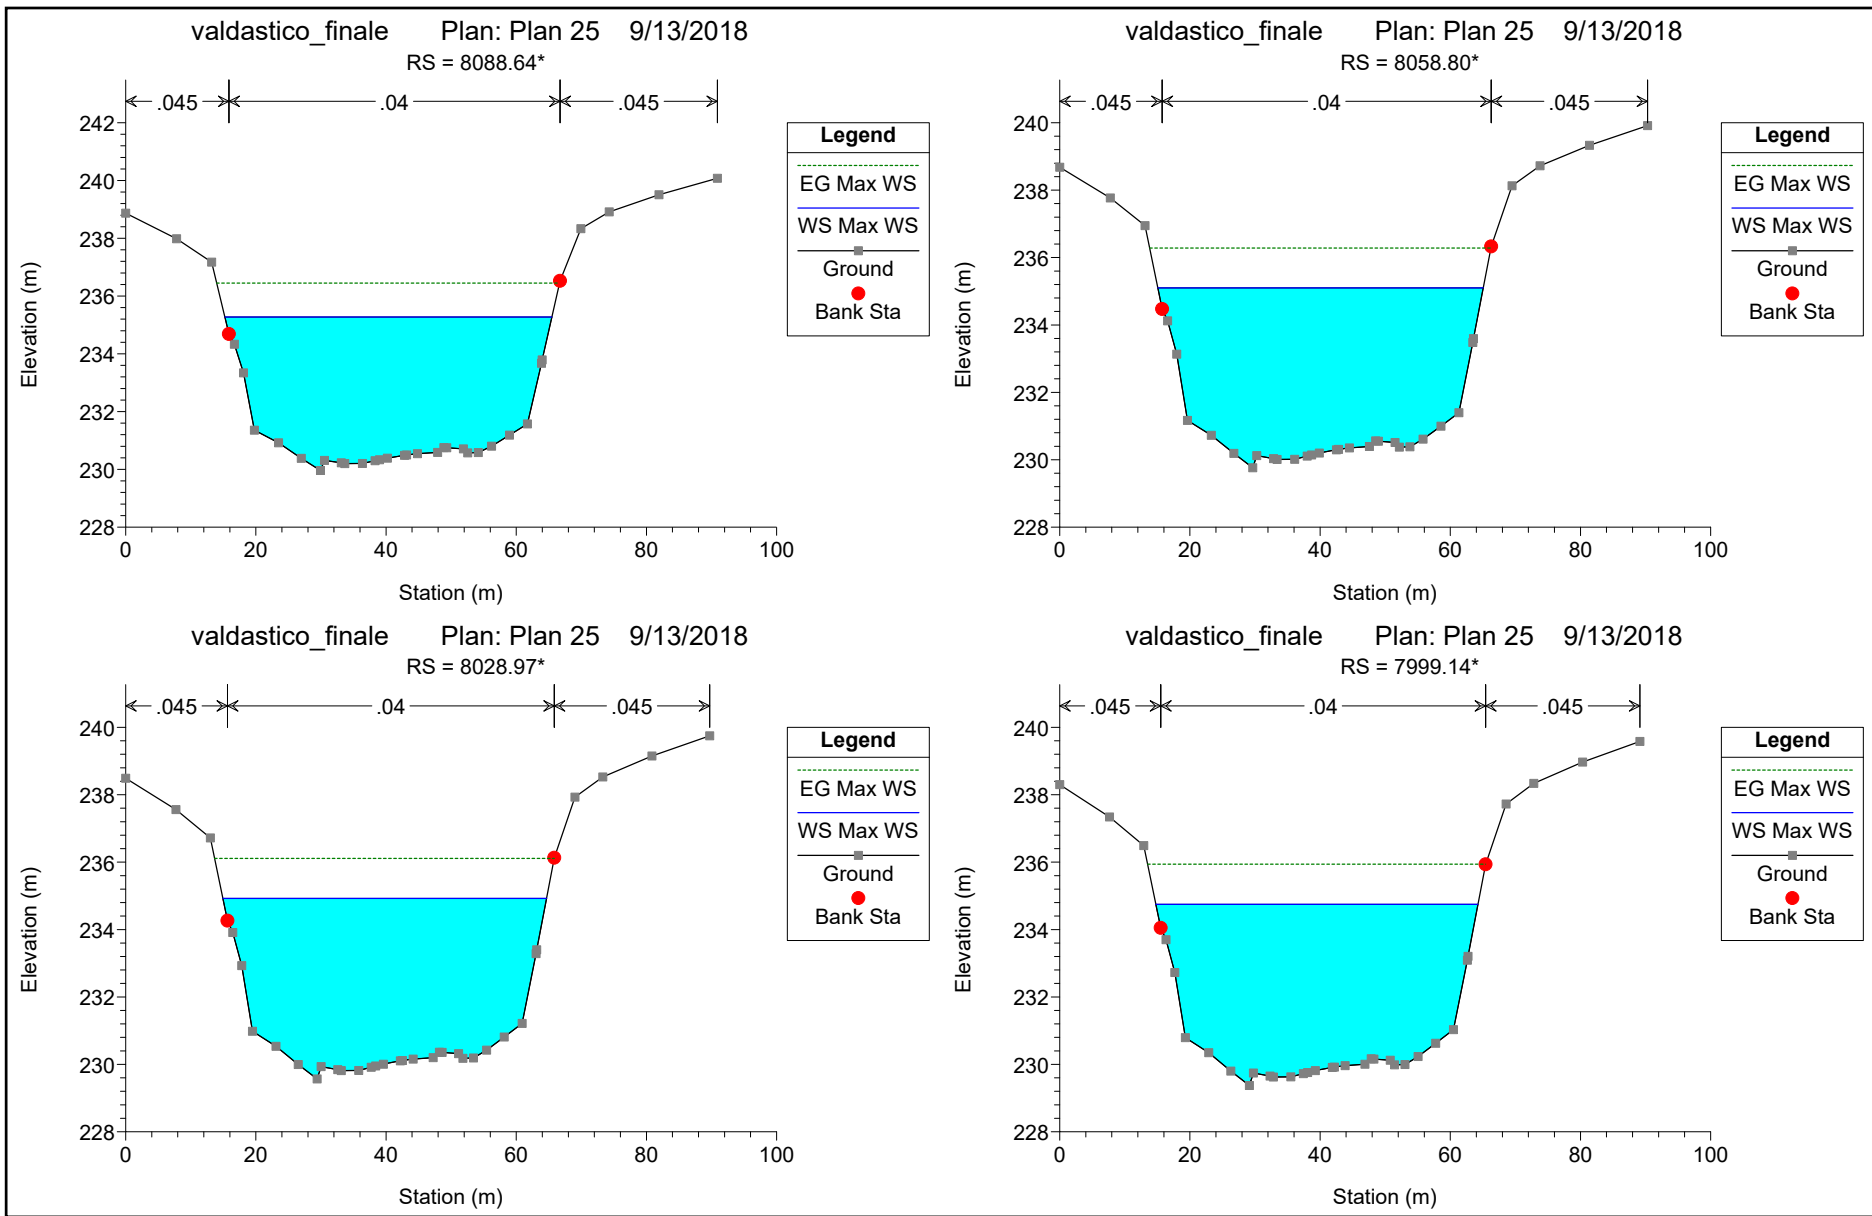 valdastico_finale Plan: Plan 25 9/13/2018
RS = 8088.64*
.045 .04 .045
242
240
238
236
234
232
230
228
Elevation (m)
0 20 40 60 80 100
Station (m)
Legend
EG Max WS
WS Max WS
Ground
Bank Sta
valdastico_finale Plan: Plan 25 9/13/2018
RS = 8058.80*
.045 .04 .045
240
238
236
234
232
230
228
Elevation (m)
0 20 40 60 80 100
Station (m)
Legend
EG Max WS
WS Max WS
Ground
Bank Sta
valdastico_finale Plan: Plan 25 9/13/2018
RS = 8028.97*
.045 .04 .045
240
238
236
234
232
230
228
Elevation (m)
0 20 40 60 80 100
Station (m)
Legend
EG Max WS
WS Max WS
Ground
Bank Sta
valdastico_finale Plan: Plan 25 9/13/2018
RS = 7999.14*
.045 .04 .045
240
238
236
234
232
230
228
Elevation (m)
0 20 40 60 80 100
Station (m)
Legend
EG Max WS
WS Max WS
Ground
Bank Sta